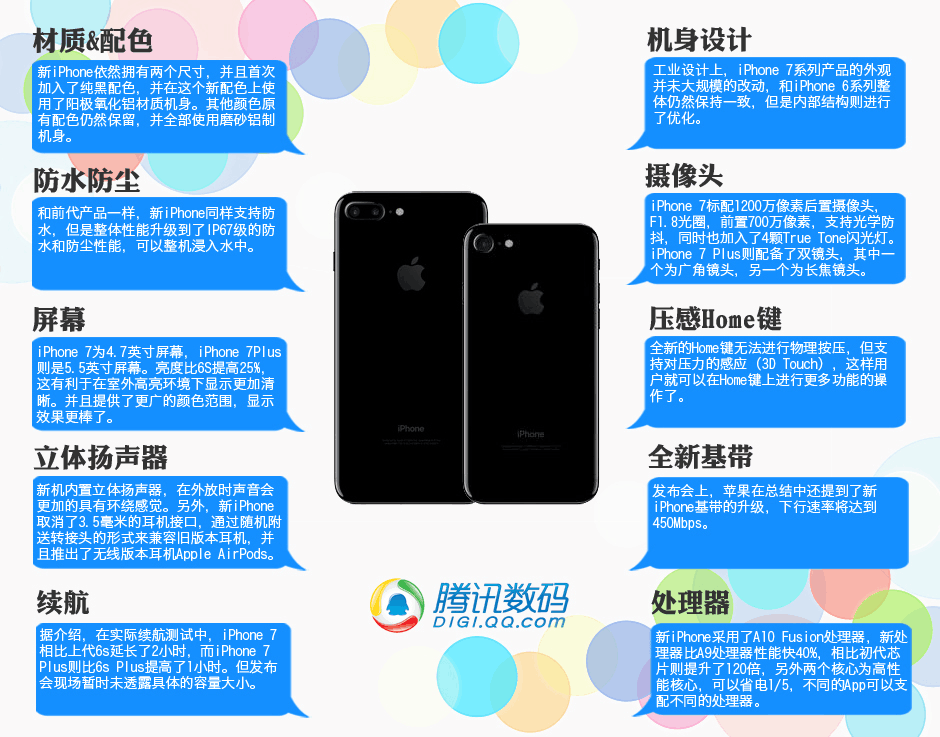 材质&配色
新iPhone依然拥有两个尺寸，并且首次
加入了纯黑配色，并在这个新配色上使
用了阳极氧化铝材质机身。其他颜色原
有配色仍然保留，并全部使用磨砂铝制
机身。
防水防尘
和前代产品一样，新iPhone同样支持防
水，但是整体性能升级到了IP67级的防
水和防尘性能，可以整机浸入水中。
屏幕
iPhone 7为4.7英寸屏幕，iPhone 7Plus
则是5.5英寸屏幕。亮度比6S提高25%，
这有利于在室外高亮环境下显示更加清
晰。并且提供了更广的颜色范围，显示
效果更棒了。
立体扬声器
新机内置立体扬声器，在外放时声音会
更加的具有环绕感觉。另外，新iPhone
取消了3.5毫米的耳机接口，通过随机附
送转接头的形式来兼容旧版本耳机，并
且推出了无线版本耳机Apple AirPods。
续航
据介绍，在实际续航测试中，iPhone 7
相比上代6s延长了2小时，而iPhone 7
Plus则比6s Plus提高了1小时。但发布
会现场暂时未透露具体的容量大小。
iPhone
iPhone
腾讯数码
DIGI.QQ.COM
机身设计
工业设计上，iPhone 7系列产品的外观
并未大规模的改动，和iPhone 6系列整
体仍然保持一致，但是内部结构则进行
了优化。
摄像头
iPhone 7标配1200万像素后置摄像头，
F1.8光圈，前置700万像素，支持光学防
抖，同时也加入了4颗True Tone闪光灯。
iPhone 7 Plus则配备了双镜头，其中一
个为广角镜头，另一个为长焦镜头。
压感Home键
全新的Home键无法进行物理按压，但支
持对压力的感应（3D Touch），这样用
户就可以在Home键上进行更多功能的操
作了。
全新基带
发布会上，苹果在总结中还提到了新
iPhone基带的升级，下行速率将达到
450Mbps。
处理器
新iPhone采用了A10 Fusion处理器，新处
理器比A9处理器性能快40%，相比初代芯
片则提升了120倍，另外两个核心为高性
能核心，可以省电1/5，不同的App可以支
配不同的处理器。